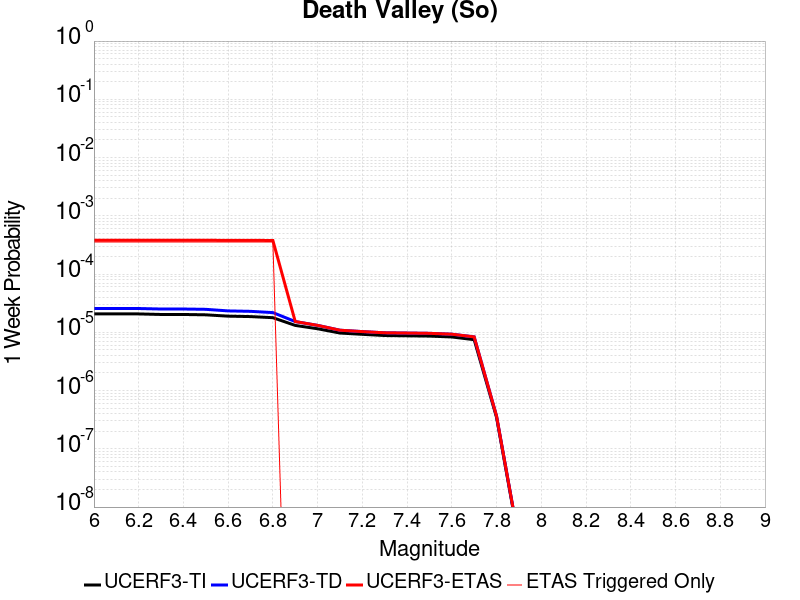 Death Valley (So)
10^0
10^-1
10^-2
10^-3
10^-4
10^-5
10^-6
10^-7
10^-8
1 Week Probability
6 6.2 6.4 6.6 6.8 7 7.2 7.4 7.6 7.8 8 8.2 8.4 8.6 8.8 9
Magnitude
UCERF3-TI UCERF3-TD UCERF3-ETAS ETAS Triggered Only